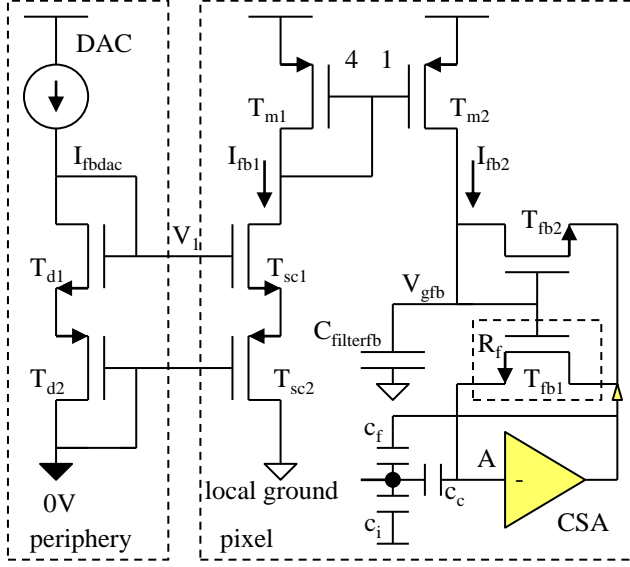 DAC
4 1
T_m1
T_m2
I_fbdac
I_fb1
I_fb2
V_1
T_d1
T_sc1
T_fb2
V_gfb
C_filterfb
R_f
T_fb1
T_d2
T_sc2
c_f
A
-
0V
local ground
c_c
c_i
CSA
periphery
pixel